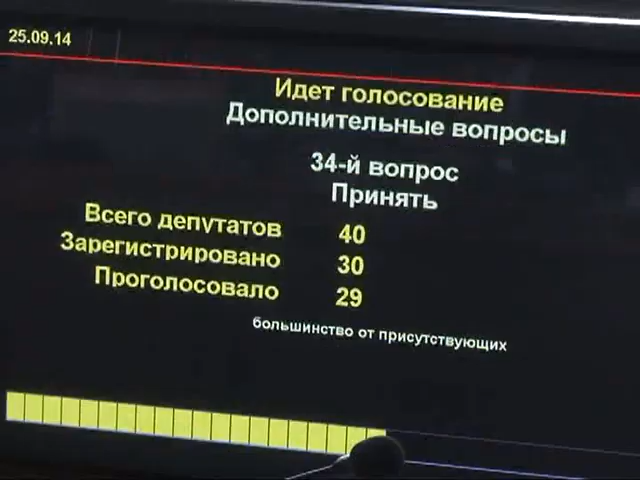 25.09.14
Идет голосование
Дополнительные вопросы
34-й вопрос
Принять
Всего депутатов 40
Зарегистрировано 30
Проголосовало 29
большинство от присутствующих